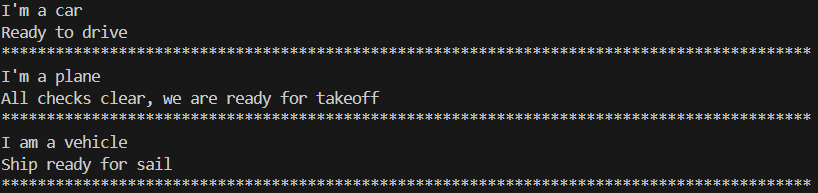 I'm a car
Ready to drive
******************************************************************************************
I'm a plane
All checks clear, we are ready for takeoff
******************************************************************************************
I am a vehicle
Ship ready for sail
******************************************************************************************